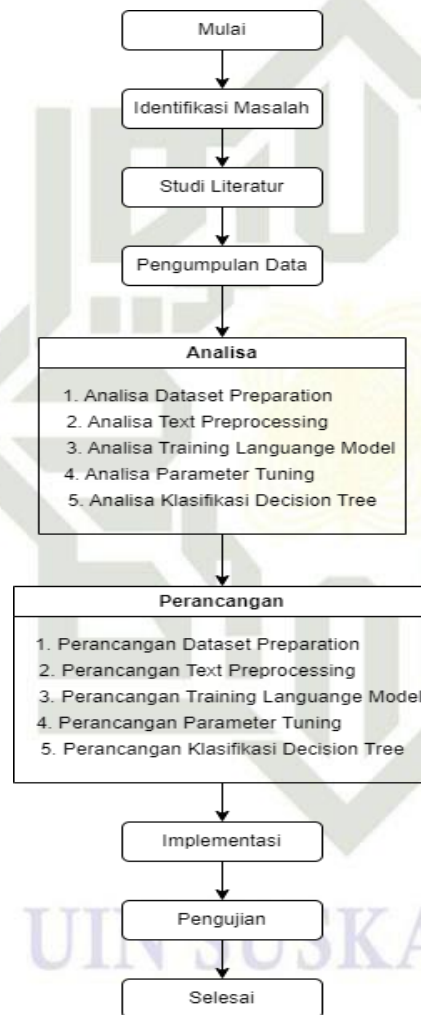 Mulai
Identifikasi Masalah
Studi Literatur
Pengumpulan Data
Analisa
1. Analisa Dataset Preparation
2. Analisa Text Preprocessing
3. Analisa Training Languange Model
4. Analisa Parameter Tuning
5. Analisa Klasifikasi Decision Tree
Perancangan
1. Perancangan Dataset Preparation
2. Perancangan Text Preprocessing
3. Perancangan Training Languange Model
4. Perancangan Parameter Tuning
5. Perancangan Klasifikasi Decision Tree
Implementasi
Pengujian
UIN SUSKA
Selesai